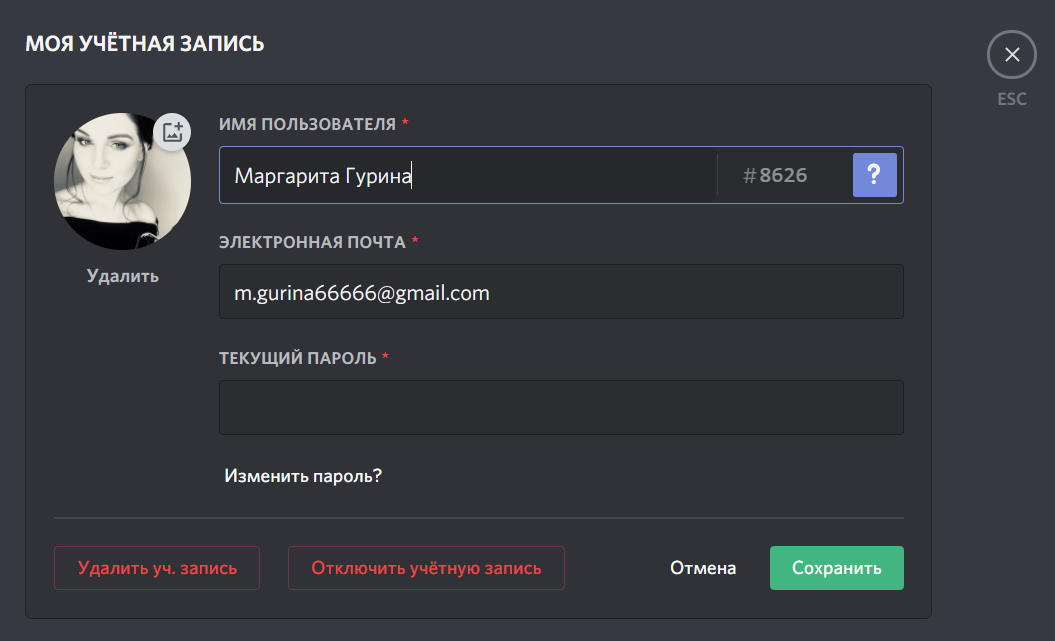 МОЯ УЧЁТНАЯ ЗАПИСЬ
ESC
ИМЯ ПОЛЬЗОВАТЕЛЯ *
Маргарита Гурина #8626 ?
Удалить
ЭЛЕКТРОННАЯ ПОЧТА *
m.gurina66666@gmail.com
ТЕКУЩИЙ ПАРОЛЬ *
Изменить пароль?
Удалить уч. запись Отключить учётную запись Отмена Сохранить